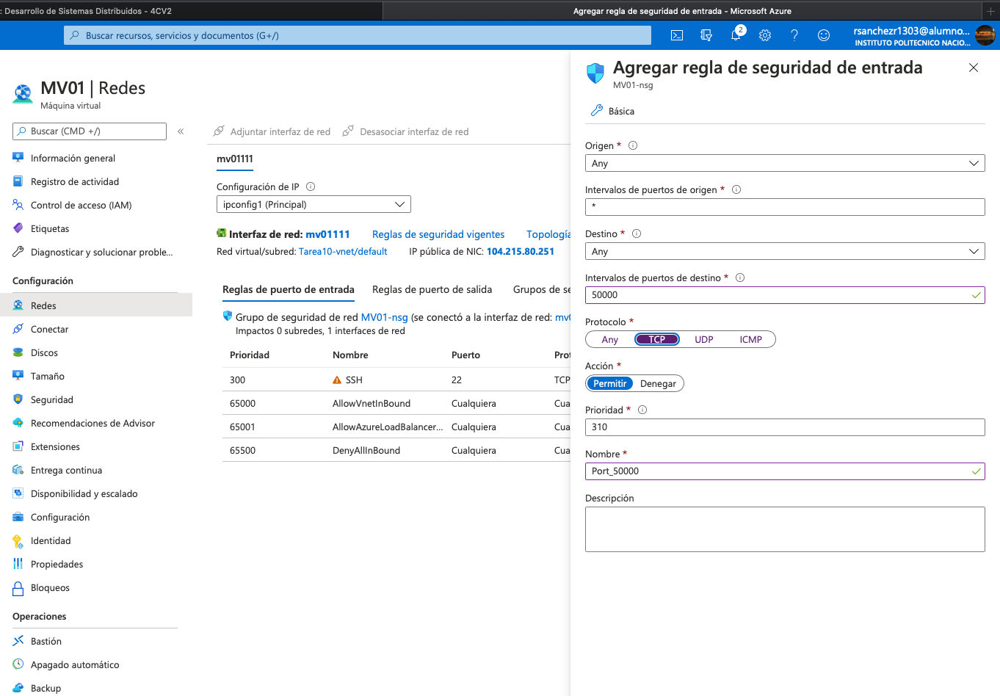 : Desarrollo de Sistemas Distribuidos - 4CV2
Agregar regla de seguridad de entrada - Microsoft Azure
Buscar recursos, servicios y documentos (G+/)
2
rsanchezr1303@alumno...
INSTITUTO POLITECNICO NACIO...
MV01 | Redes
Máquina virtual
Buscar (CMD +/)
«
Información general
Registro de actividad
Control de acceso (IAM)
Etiquetas
Diagnosticar y solucionar proble...
Configuración
Redes
Conectar
Discos
Tamaño
Seguridad
Recomendaciones de Advisor
Extensiones
Entrega continua
Disponibilidad y escalado
Configuración
Identidad
Propiedades
Bloqueos
Operaciones
Bastión
Apagado automático
Backup
Adjuntar interfaz de red Desasociar interfaz de red
mv01111
Configuración de IP
ipconfig1 (Principal)
Interfaz de red: mv01111 Reglas de seguridad vigentes Topología
Red virtual/subred: Tarea10-vnet/default IP pública de NIC: 104.215.80.251
Reglas de puerto de entrada Reglas de puerto de salida Grupos de se
Grupo de seguridad de red MV01-nsg (se conectó a la interfaz de red: mv0
Impactos 0 subredes, 1 interfaces de red
Prioridad Nombre Puerto Prot
300 SSH 22 TCP
65000 AllowVnetInBound Cualquiera Cua
65001 AllowAzureLoadBalancer... Cualquiera Cua
65500 DenyAllInBound Cualquiera Cua
Agregar regla de seguridad de entrada
MV01-nsg
Básica
Origen *
Any
Intervalos de puertos de origen *
*
Destino *
Any
Intervalos de puertos de destino *
50000
Protocolo *
Any TCP UDP ICMP
Acción *
Permitir Denegar
Prioridad *
310
Nombre *
Port_50000
Descripción